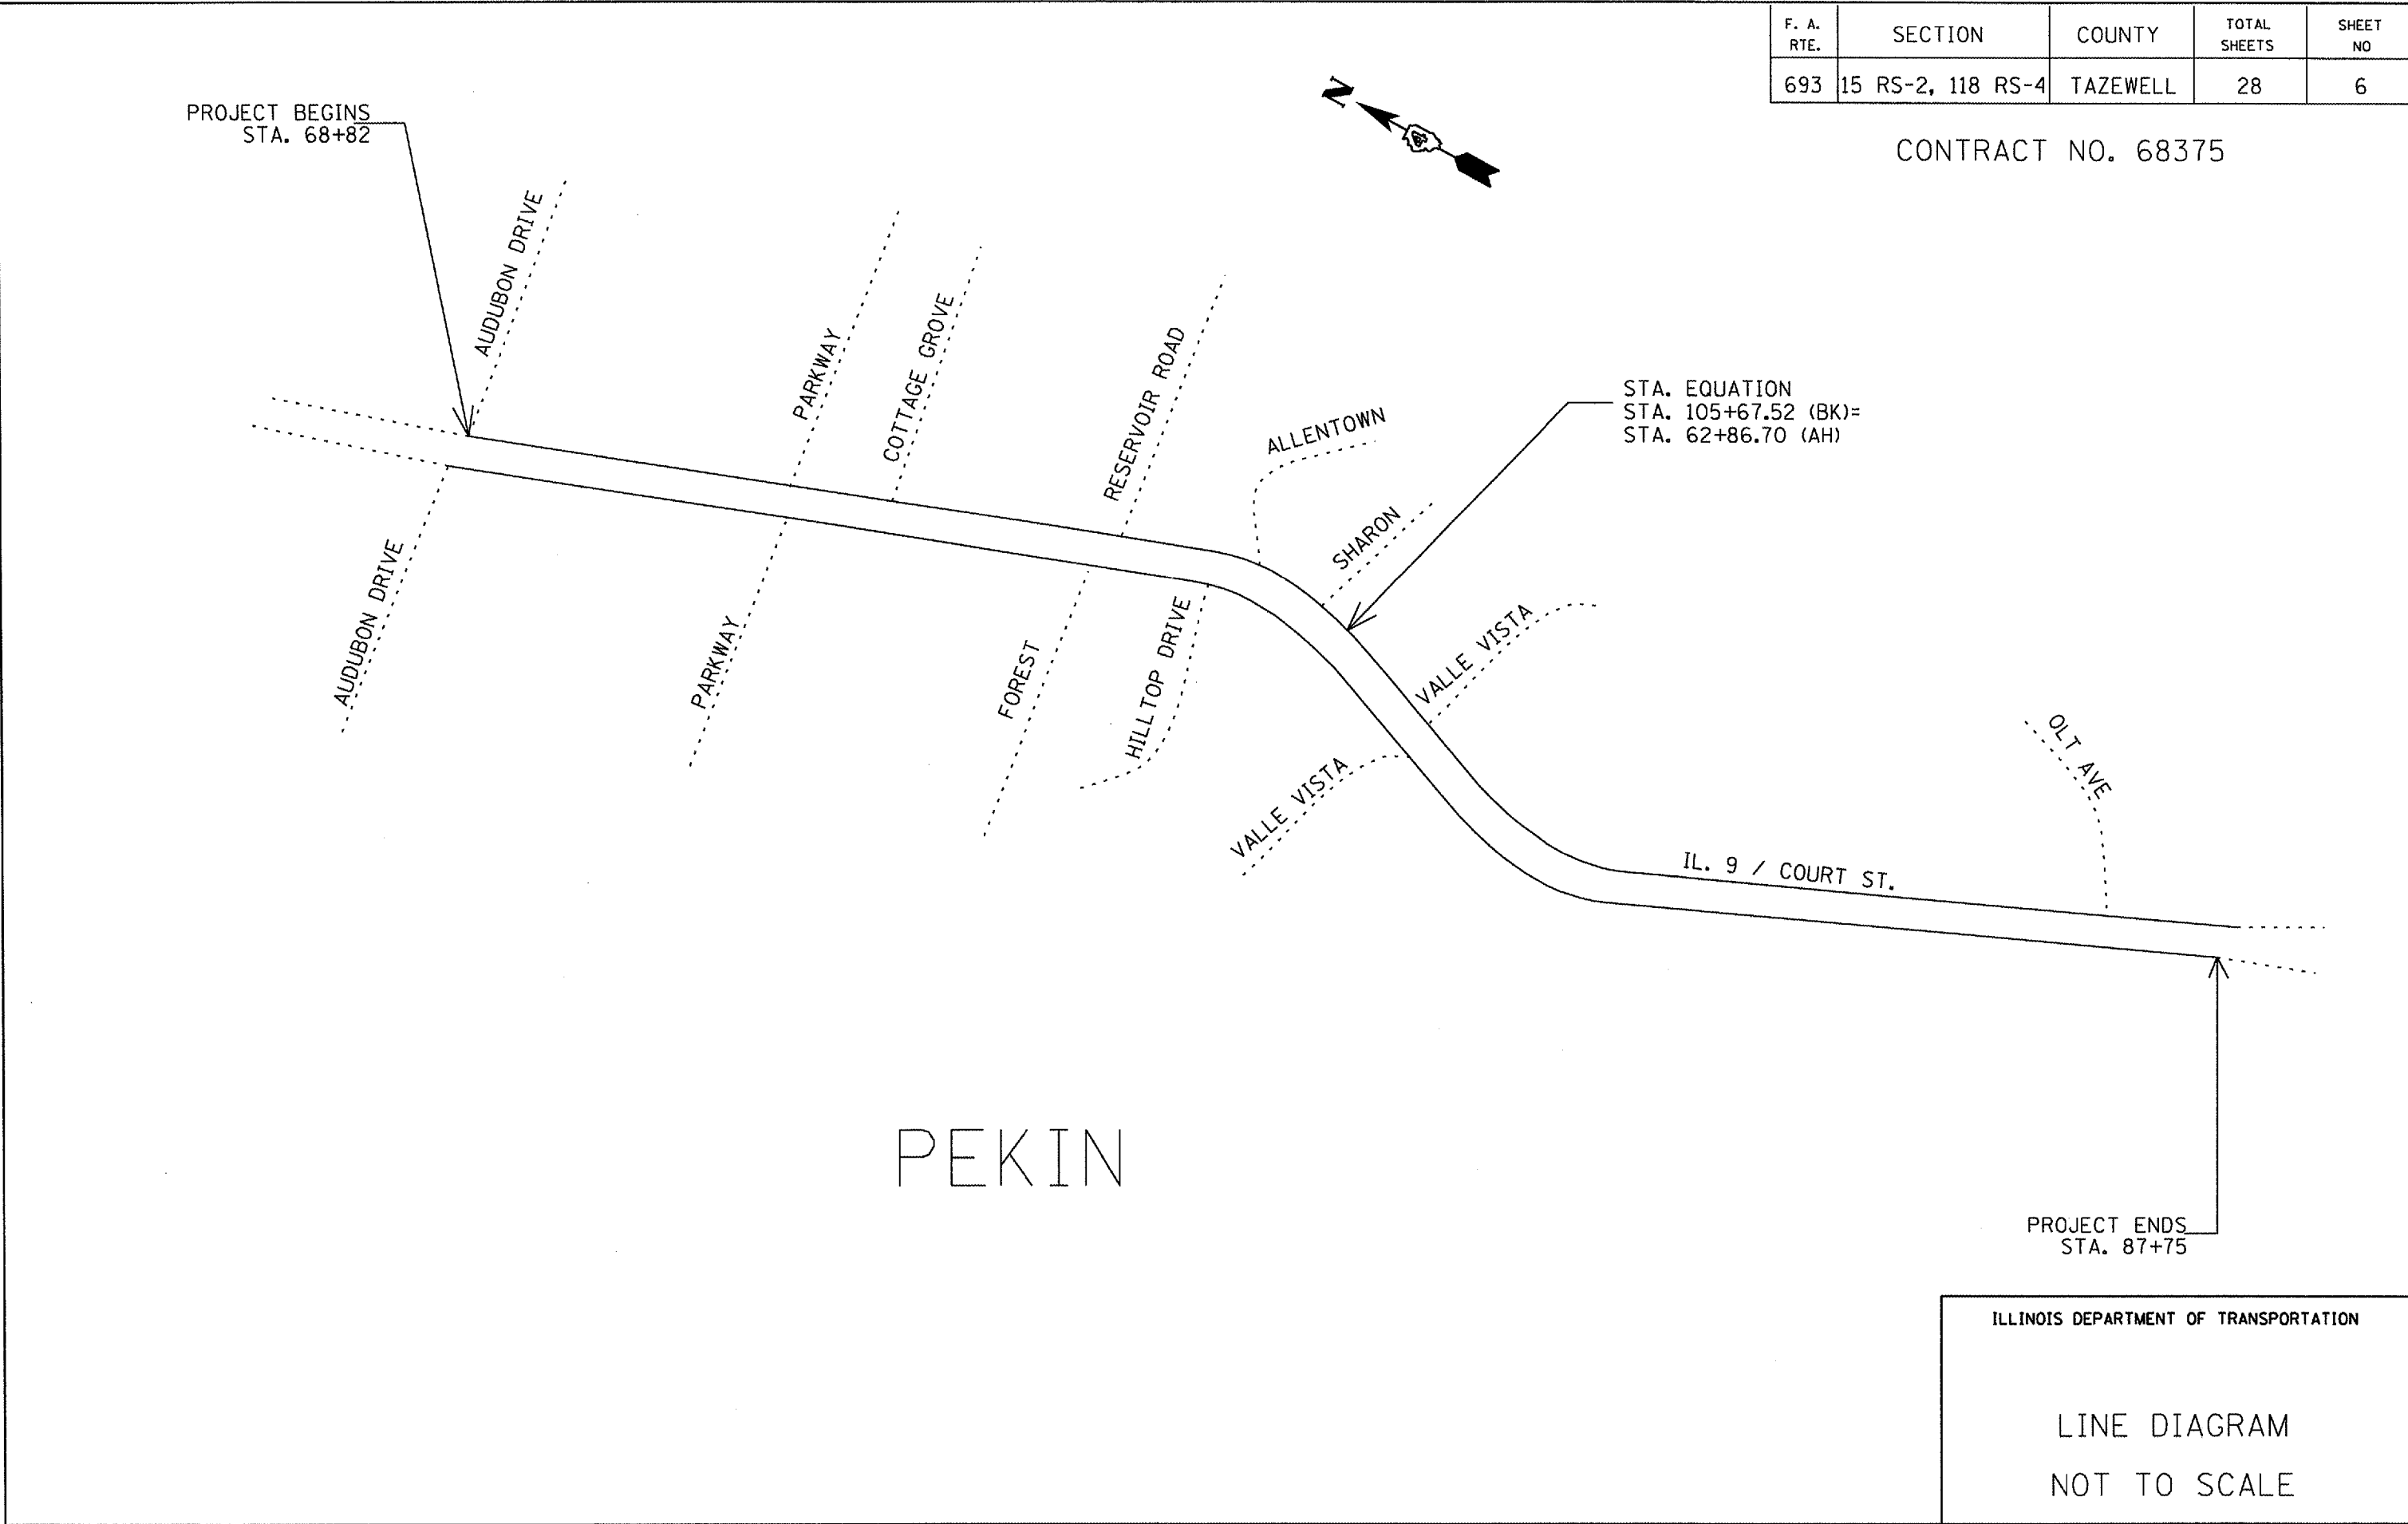 F. A. RTE.
SECTION
COUNTY
TOTAL SHEETS
SHEET NO
693
15 RS-2, 118 RS-4
TAZEWELL
28
6
CONTRACT NO. 68375
N
4
PROJECT BEGINS
STA. 68+82
AUDUBON DRIVE
PARKWAY
COTTAGE GROVE
RESERVOIR ROAD
ALLENTOWN
SHARON
STA. EQUATION
STA. 105+67.52 (BK)=
STA. 62+86.70 (AH)
AUDUBON DRIVE
PARKWAY
FOREST
HILLTOP DRIVE
VALLE VISTA
VALLE VISTA
OLT AVE
IL. 9 / COURT ST.
PEKIN
PROJECT ENDS
STA. 87+75
ILLINOIS DEPARTMENT OF TRANSPORTATION
LINE DIAGRAM
NOT TO SCALE